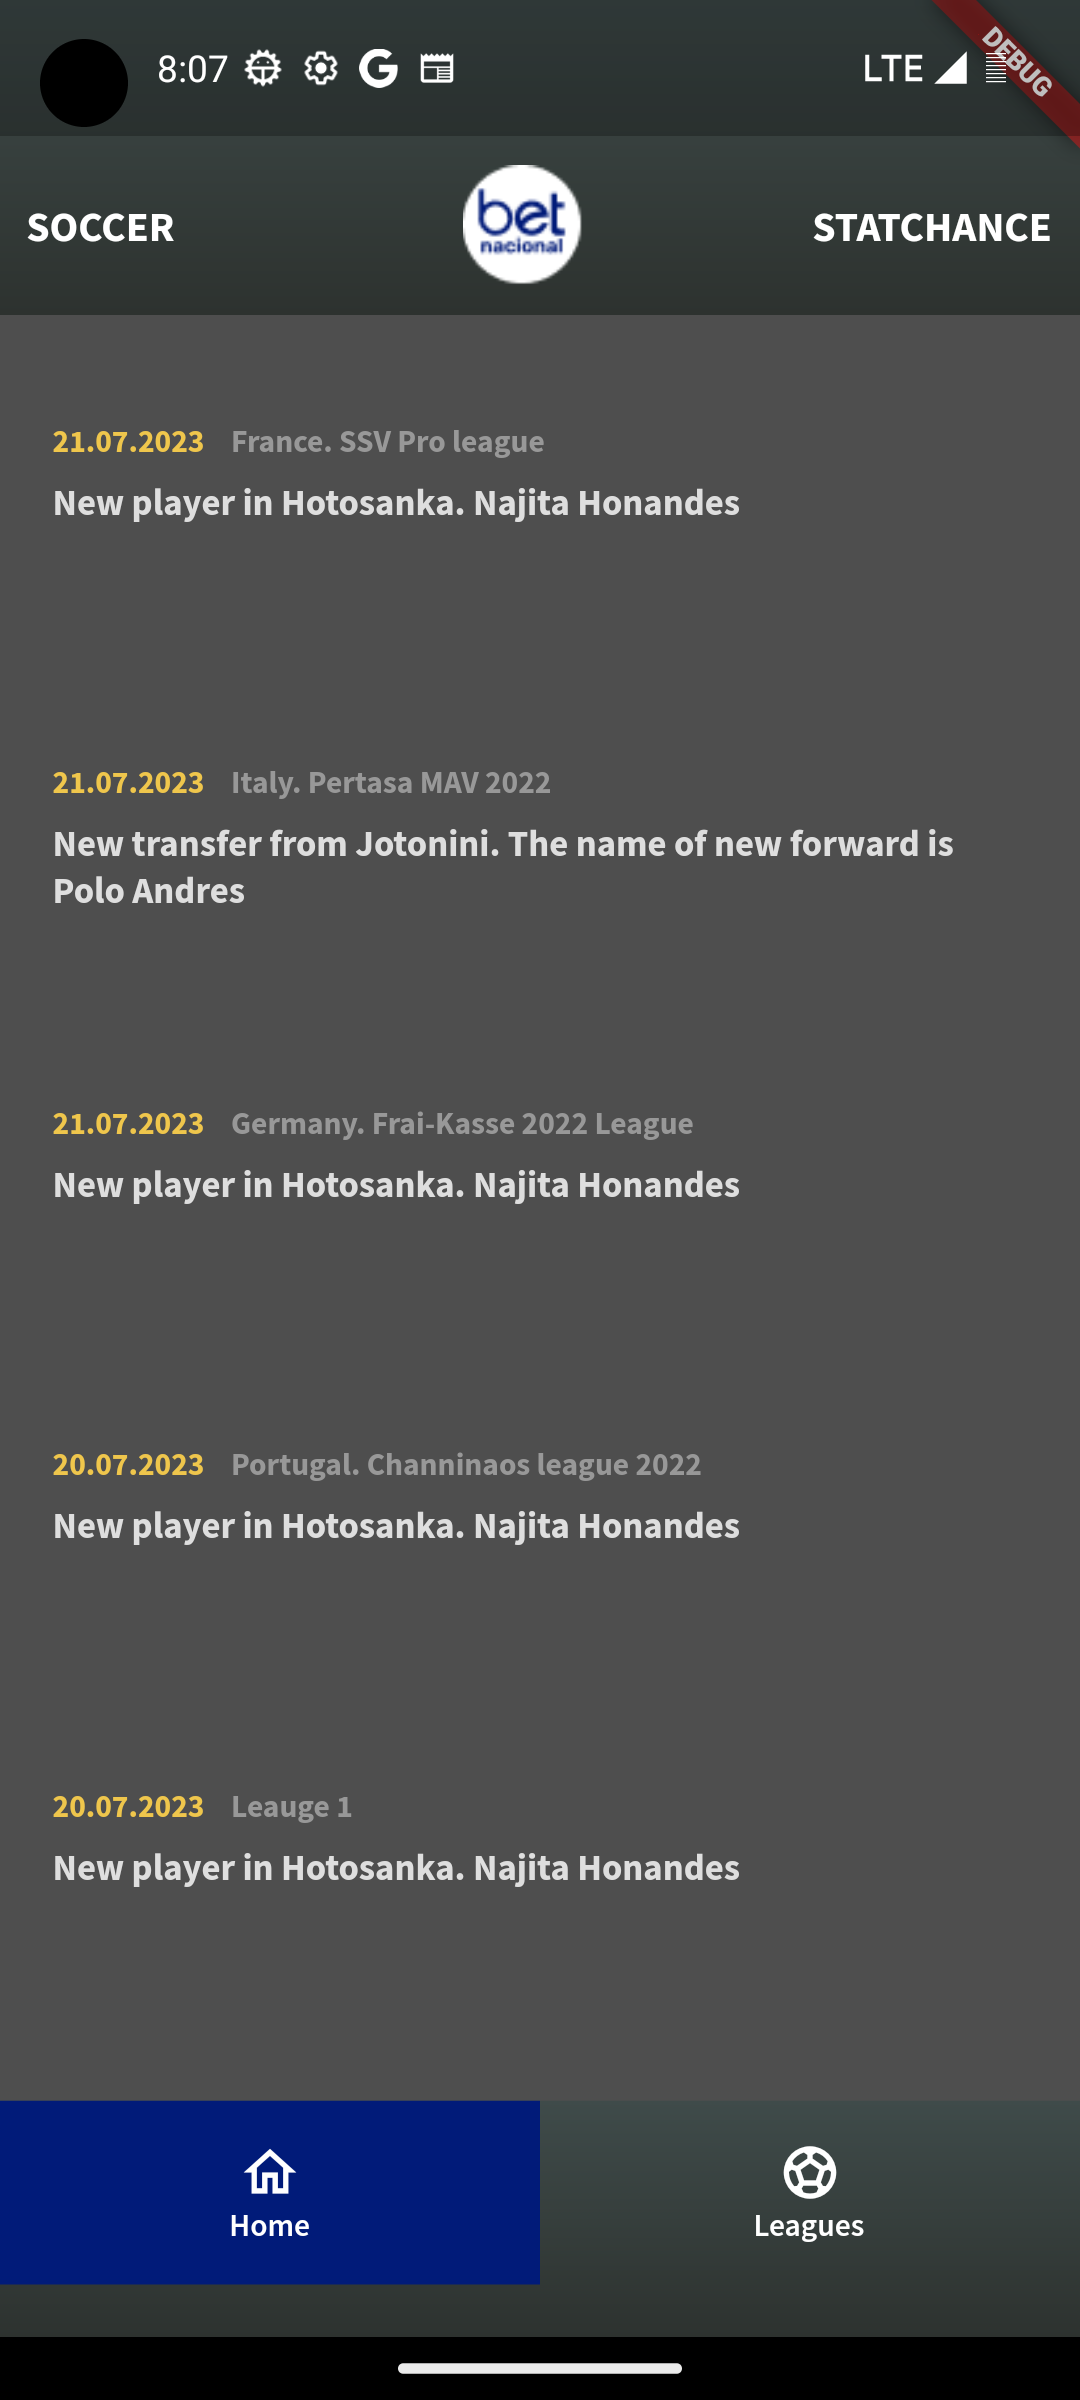 8:07
LTE
DEBUG
SOCCER
bet
nacional
STATCHANCE
21.07.2023 France. SSV Pro league
New player in Hotosanka. Najita Honandes
21.07.2023 Italy. Pertasa MAV 2022
New transfer from Jotonini. The name of new forward is
Polo Andres
21.07.2023 Germany. Frai-Kasse 2022 League
New player in Hotosanka. Najita Honandes
20.07.2023 Portugal. Channinaos league 2022
New player in Hotosanka. Najita Honandes
20.07.2023 Leauge 1
New player in Hotosanka. Najita Honandes
Home
Leagues